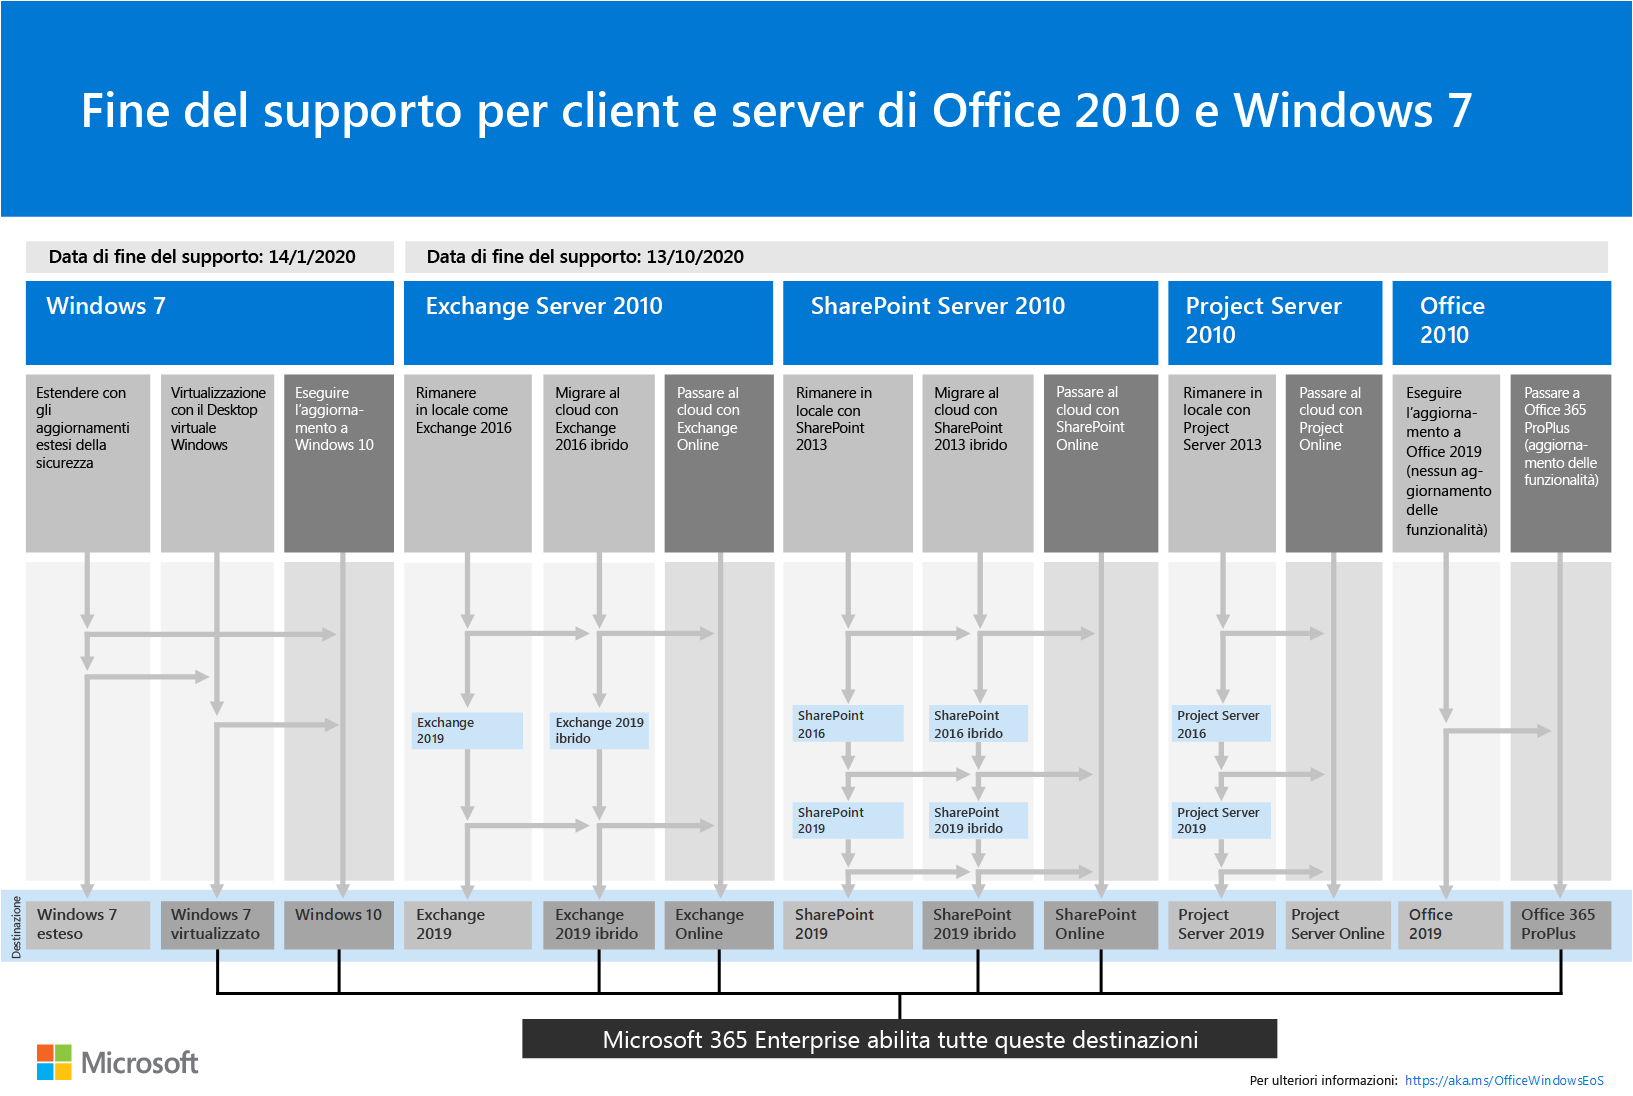 Fine del supporto per client e server di Office 2010 e Windows 7
Data di fine del supporto: 14/1/2020
Data di fine del supporto: 13/10/2020
Windows 7
Exchange Server 2010
SharePoint Server 2010
Project Server
2010
Office
2010
Estendere con
gli
aggiornamenti
estesi della
sicurezza
Virtualizzazione
con il Desktop
virtuale
Windows
Eseguire
l'aggiorna-
mento a
Windows 10
Rimanere
in locale come
Exchange 2016
Migrare al
cloud con
Exchange
2016 ibrido
Passare al
cloud con
Exchange
Online
Rimanere in
locale con
SharePoint
2013
Migrare al
cloud con
SharePoint
2013 ibrido
Passare al
cloud con
SharePoint
Online
Rimanere in
locale con
Project
Server 2013
Passare al
cloud con
Project
Online
Eseguire
l'aggiorna-
mento a
Office 2019
(nessun ag-
giornamento
delle
funzionalità)
Passare a
Office 365
ProPlus
(aggiorna-
mento delle
funzionalità)
Exchange
2019
Exchange 2019
ibrido
SharePoint
2016
SharePoint
2016 ibrido
Project Server
2016
SharePoint
2019
SharePoint
2019 ibrido
Project Server
2019
Destinazione
Windows 7
esteso
Windows 7
virtualizzato
Windows 10
Exchange
2019
Exchange
2019 ibrido
Exchange
Online
SharePoint
2019
SharePoint
2019 ibrido
SharePoint
Online
Project
Server 2019
Project
Server Online
Office
2019
Office 365
ProPlus
Microsoft 365 Enterprise abilita tutte queste destinazioni
Microsoft
Per ulteriori informazioni: https://aka.ms/OfficeWindowsEoS